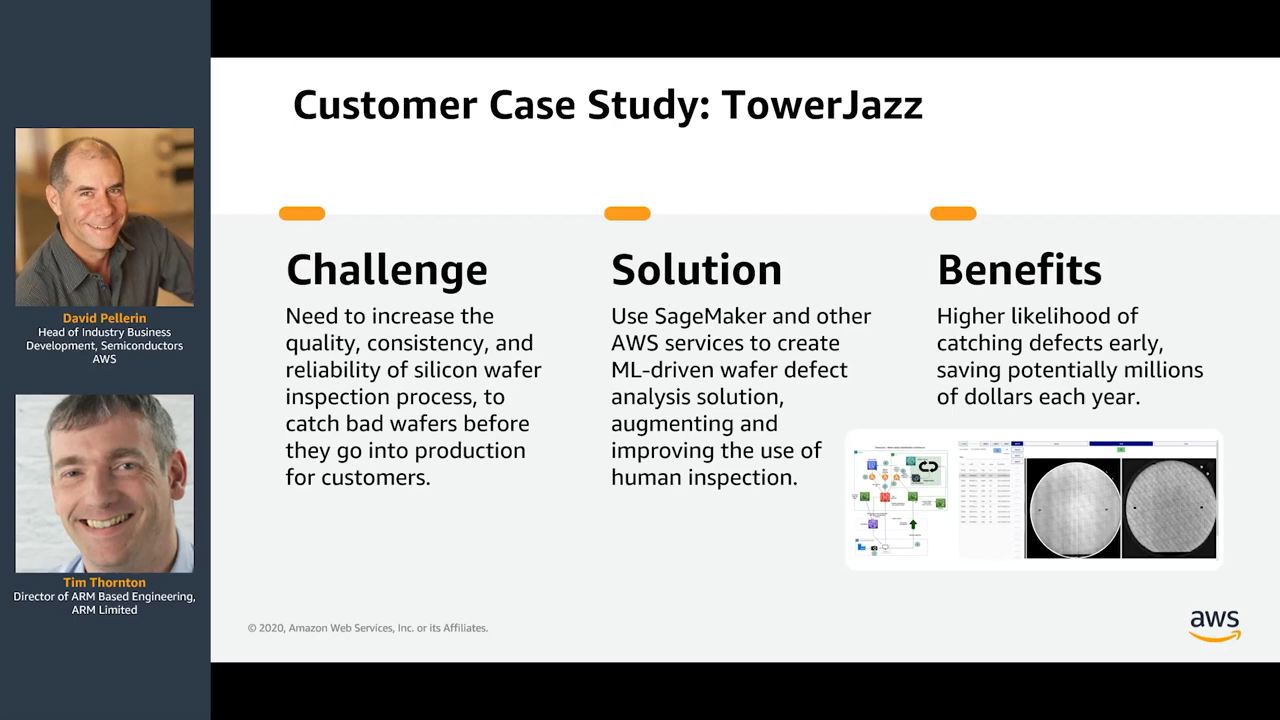 Customer Case Study: TowerJazz
David Pellerin
Head of Industry Business
Development, Semiconductors
AWS
Tim Thornton
Director of ARM Based Engineering,
ARM Limited
Challenge
Need to increase the
quality, consistency, and
reliability of silicon wafer
inspection process, to
catch bad wafers before
they go into production
for customers.
Solution
Use SageMaker and other
AWS services to create
ML-driven wafer defect
analysis solution,
augmenting and
improving the use of
human inspection.
Benefits
Higher likelihood of
catching defects early,
saving potentially millions
of dollars each year.
© 2020, Amazon Web Services, Inc. or its Affiliates.
aws